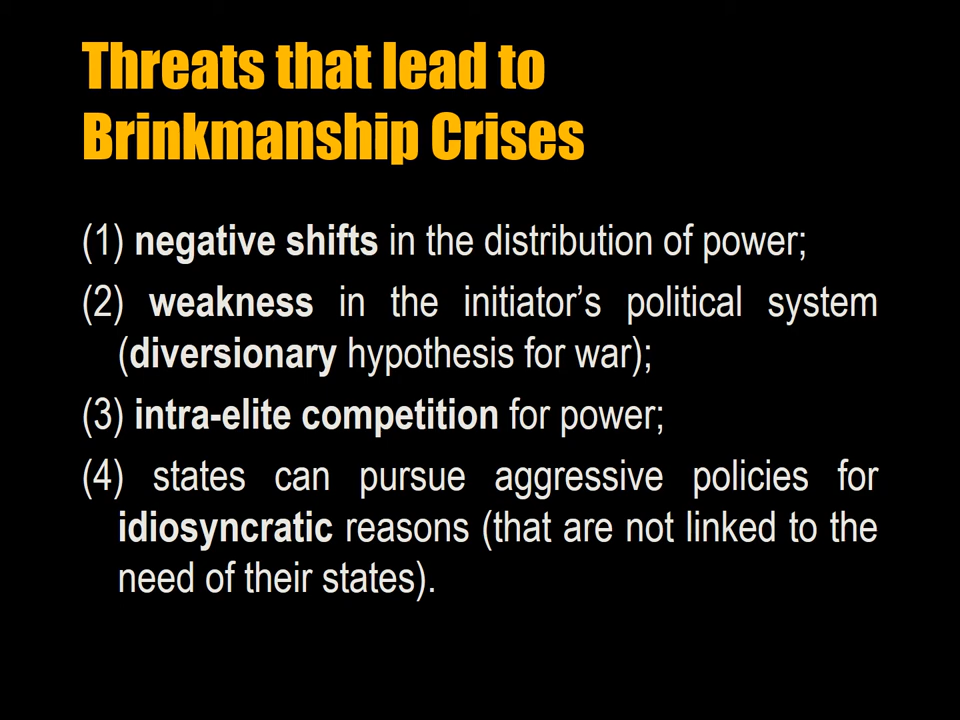 Threats that lead to
Brinkmanship Crises
(1) negative shifts in the distribution of power;
(2) weakness in the initiator’s political system
(diversionary hypothesis for war);
(3) intra-elite competition for power;
(4) states can pursue aggressive policies for
idiosyncratic reasons (that are not linked to the
need of their states).